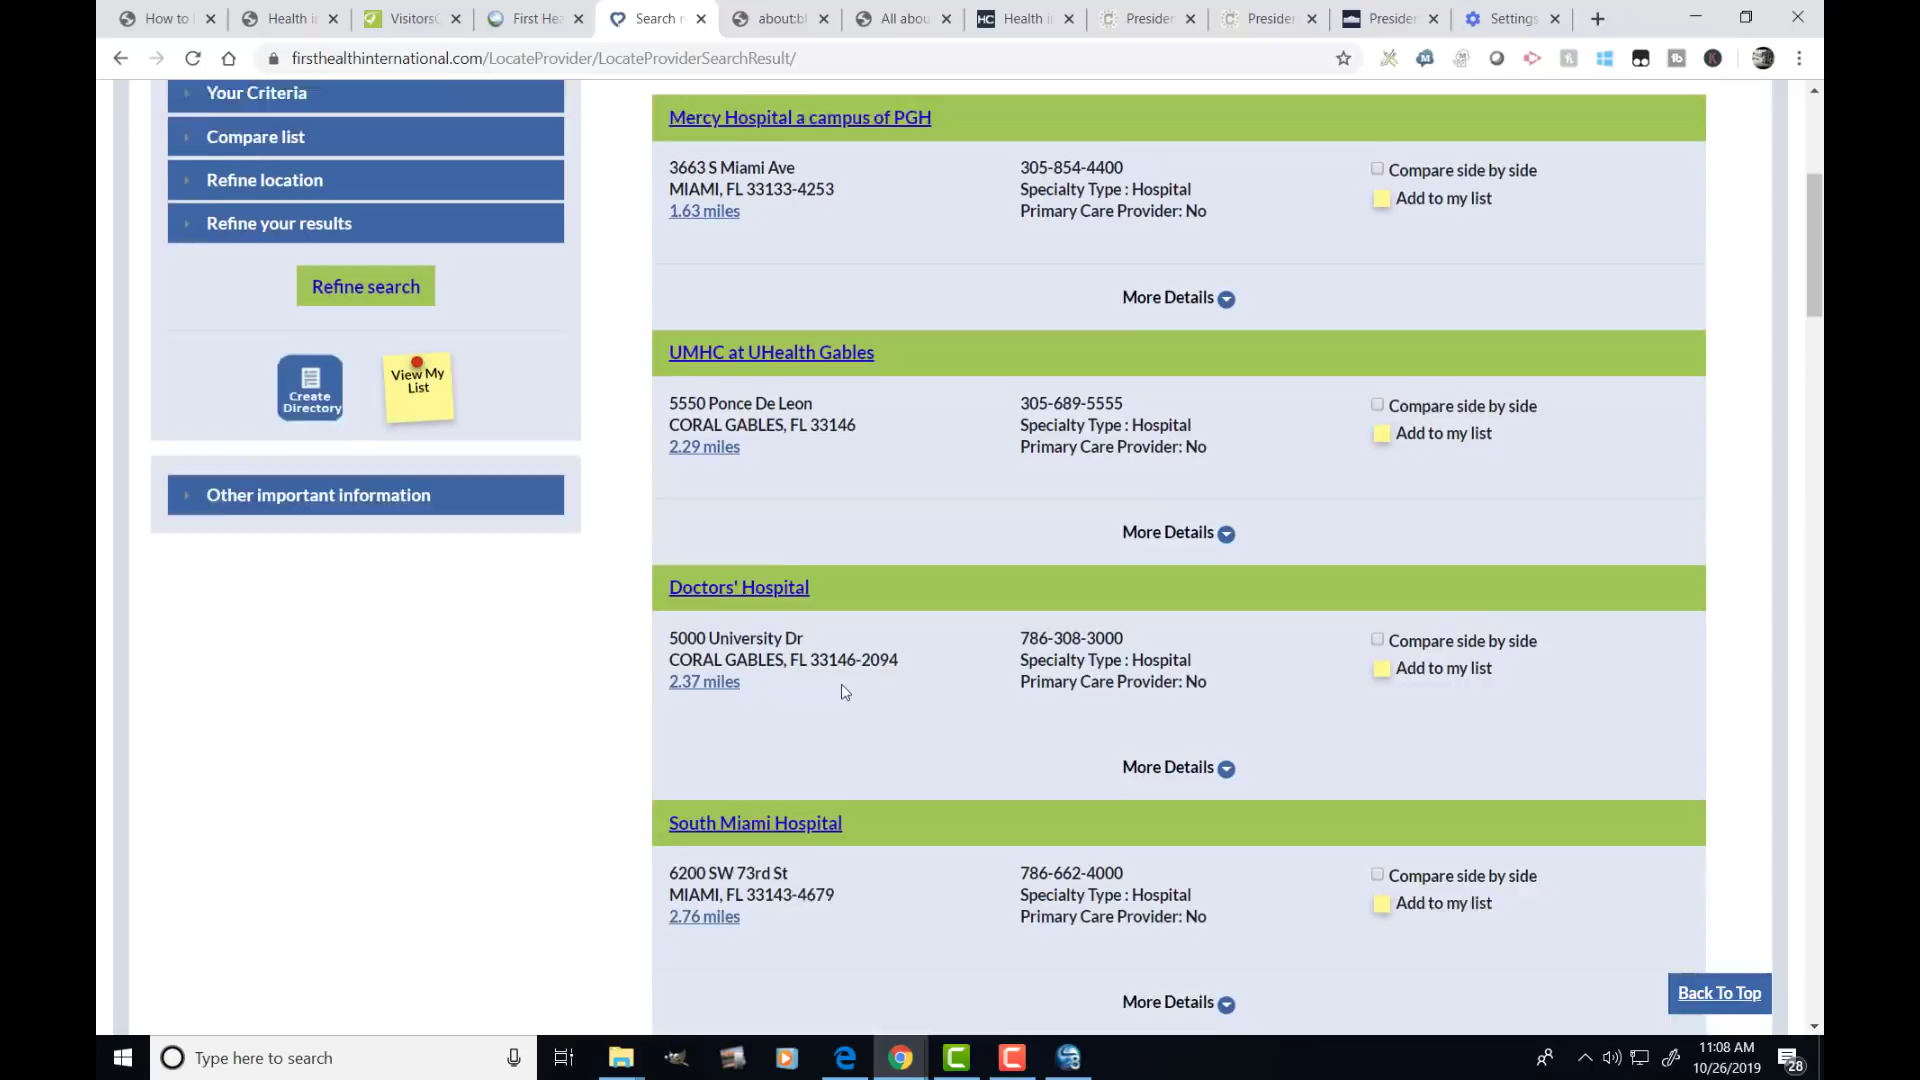 How to
Health i
Visitors
First Hea
Search r
about:bl
All abou
Health i
Presiden
Presiden
Presiden
Settings
firsthealthinternational.com/LocateProvider/LocateProviderSearchResult/
Your Criteria
Compare list
Refine location
Refine your results
Refine search
Create Directory
View My List
Other important information
Mercy Hospital a campus of PGH
3663 S Miami Ave
MIAMI, FL 33133-4253
1.63 miles
305-854-4400
Specialty Type : Hospital
Primary Care Provider: No
Compare side by side
Add to my list
More Details
UMHC at UHealth Gables
5550 Ponce De Leon
CORAL GABLES, FL 33146
2.29 miles
305-689-5555
Specialty Type : Hospital
Primary Care Provider: No
Compare side by side
Add to my list
More Details
Doctors' Hospital
5000 University Dr
CORAL GABLES, FL 33146-2094
2.37 miles
786-308-3000
Specialty Type : Hospital
Primary Care Provider: No
Compare side by side
Add to my list
More Details
South Miami Hospital
6200 SW 73rd St
MIAMI, FL 33143-4679
2.76 miles
786-662-4000
Specialty Type : Hospital
Primary Care Provider: No
Compare side by side
Add to my list
More Details
Back To Top
Type here to search
11:08 AM
10/26/2019
28